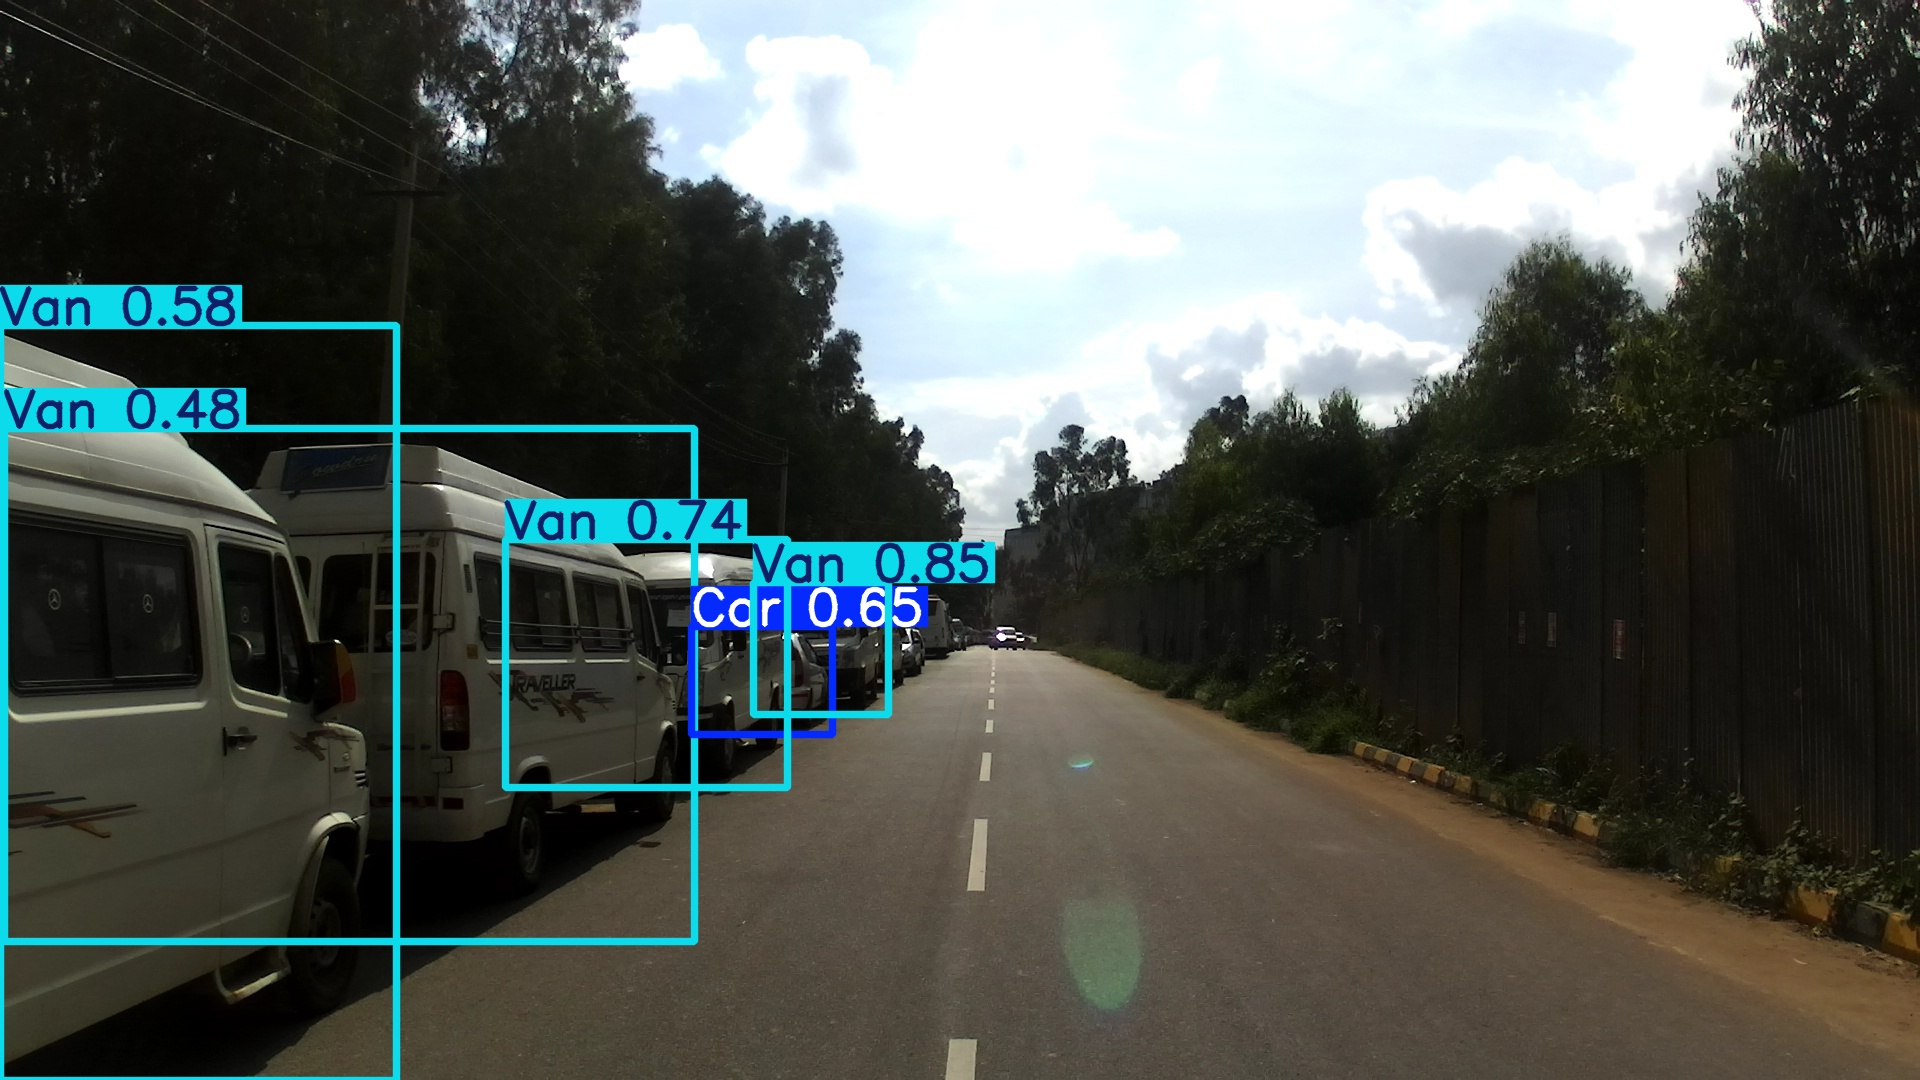 Van 0.58
Van 0.48
Van 0.74
Van 0.85
Car 0.65
TRAVELLER